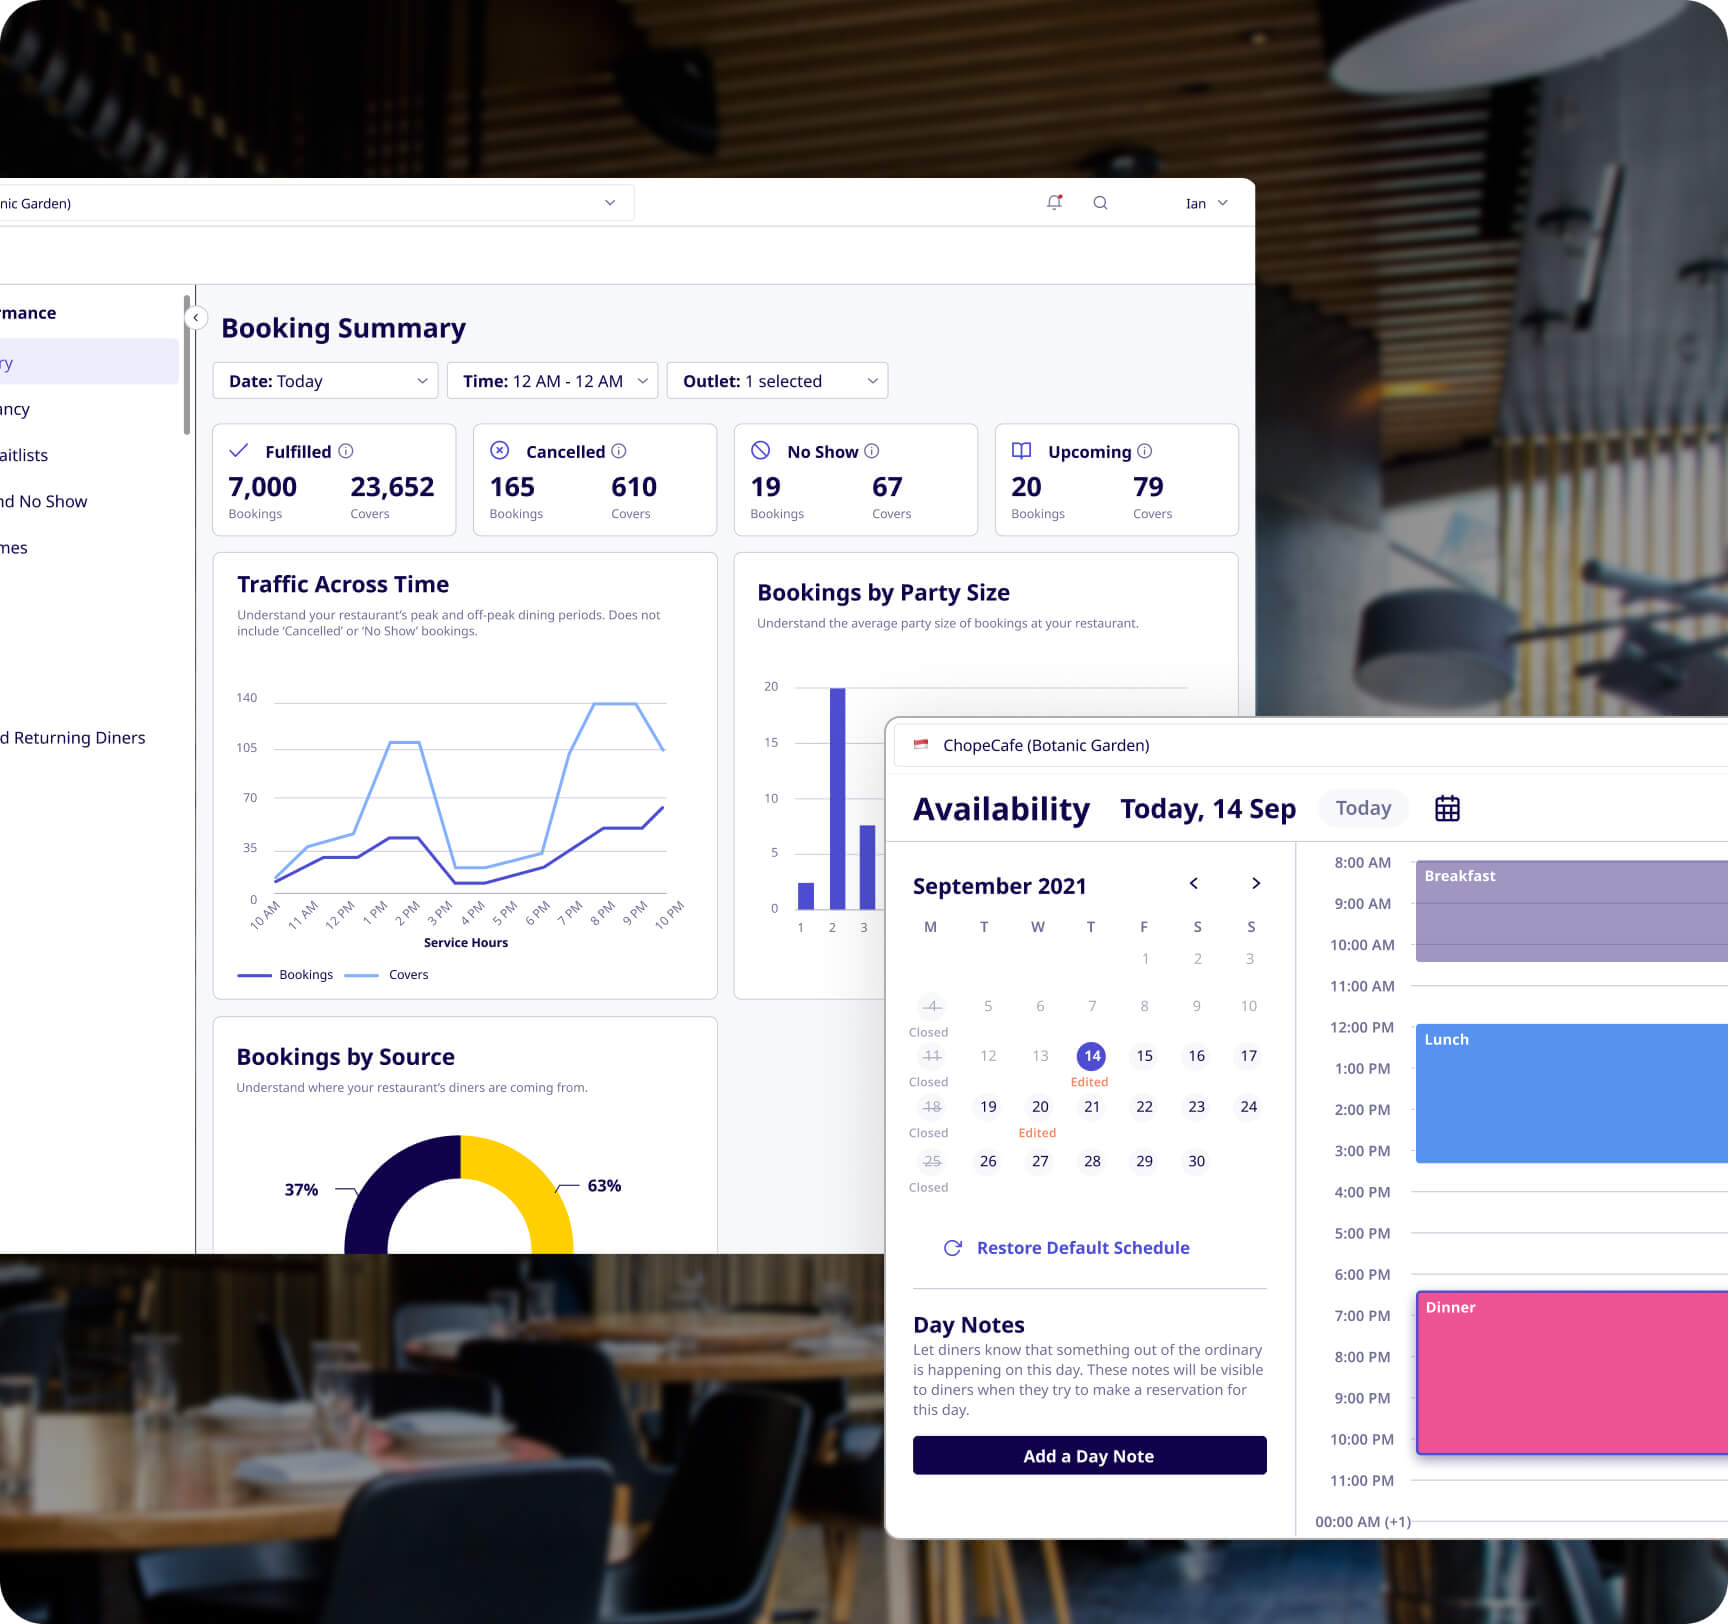 nic Garden)
Ian
rmance
ry
ancy
aitlists
nd No Show
mes
d Returning Diners
Booking Summary
Date: Today
Time: 12 AM - 12 AM
Outlet: 1 selected
Fulfilled
7,000
23,652
Bookings
Covers
Cancelled
165
610
Bookings
Covers
No Show
19
67
Bookings
Covers
Upcoming
20
79
Bookings
Covers
Traffic Across Time
Understand your restaurant's peak and off-peak dining periods. Does not
include ‘Cancelled’ or ‘No Show’ bookings.
140
105
70
35
0
10 AM
11 AM
12 PM
1 PM
2 PM
3 PM
4 PM
5 PM
6 PM
7 PM
8 PM
9 PM
10 PM
Service Hours
Bookings
Covers
Bookings by Party Size
Understand the average party size of bookings at your restaurant.
20
15
10
5
0
1 2 3
Bookings by Source
Understand where your restaurant's diners are coming from.
37%
63%
ChopeCafe (Botanic Garden)
Availability
Today, 14 Sep
Today
September 2021
M T W T F S S
1 2 3
4 5 6 7 8 9 10
Closed
11 12 13 14 15 16 17
Closed Edited
18 19 20 21 22 23 24
Closed Edited
25 26 27 28 29 30
Closed
Restore Default Schedule
Day Notes
Let diners know that something out of the ordinary
is happening on this day. These notes will be visible
to diners when they try to make a reservation for
this day.
Add a Day Note
8:00 AM
Breakfast
9:00 AM
10:00 AM
11:00 AM
12:00 PM
Lunch
1:00 PM
2:00 PM
3:00 PM
4:00 PM
5:00 PM
6:00 PM
Dinner
7:00 PM
8:00 PM
9:00 PM
10:00 PM
11:00 PM
00:00 AM (+1)